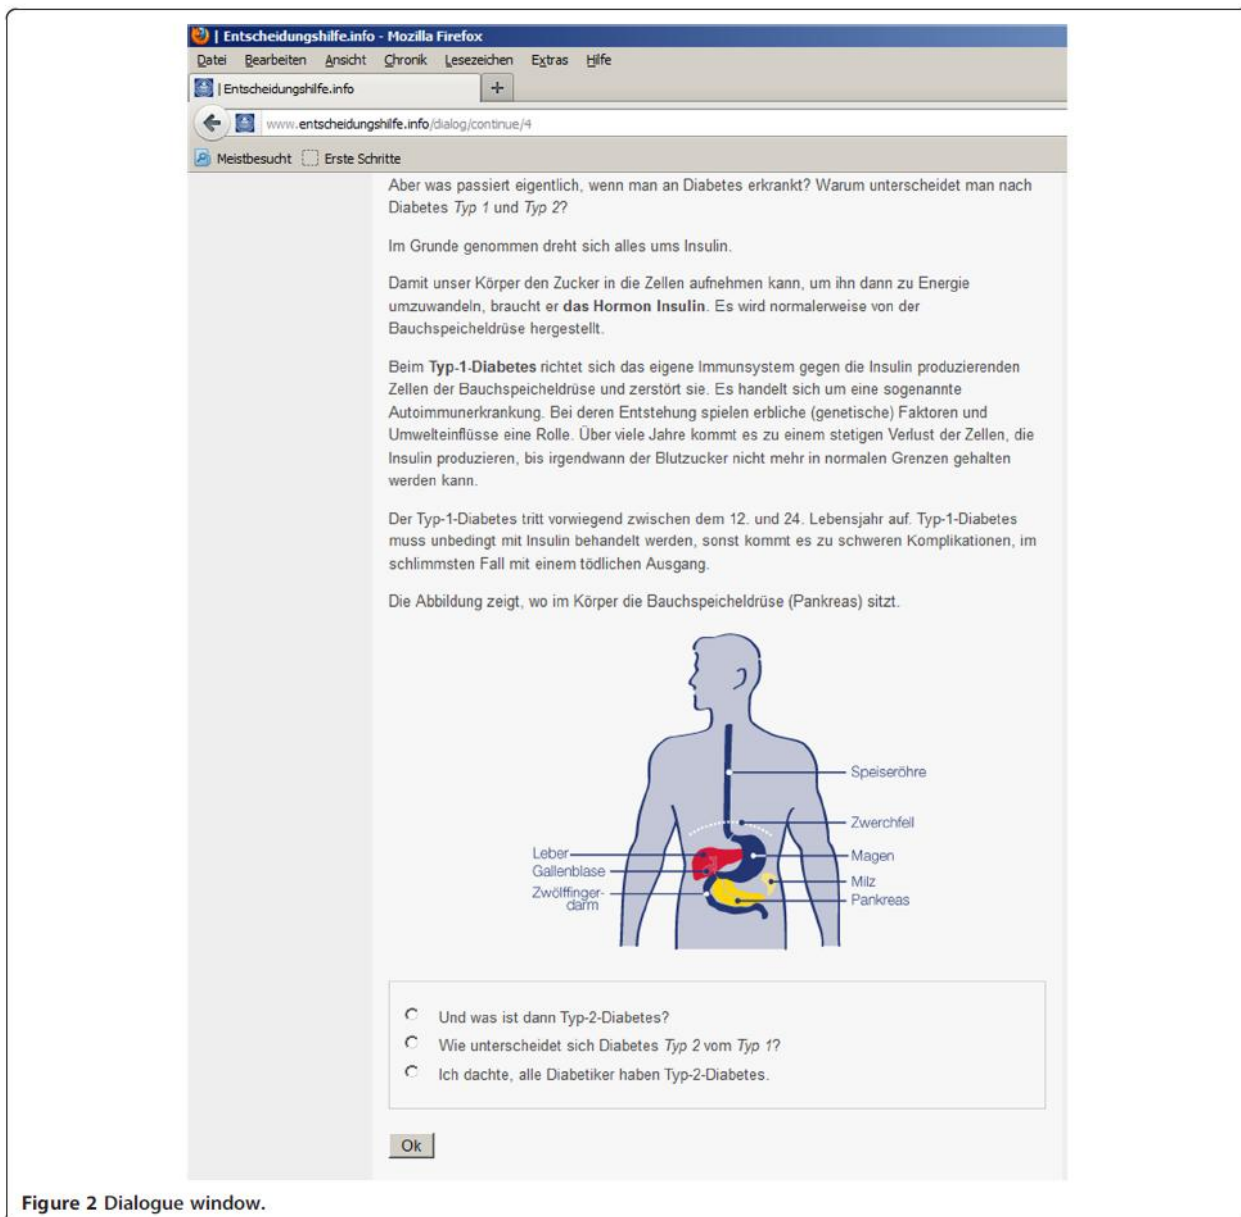 | Entscheidungshilfe.info - Mozilla Firefox
Datei Bearbeiten Ansicht Chronik Lesezeichen Extras Hilfe
| Entscheidungshilfe.info +
www.entscheidungshilfe.info/dialog/continue/4
Meistbesucht Erste Schritte
Aber was passiert eigentlich, wenn man an Diabetes erkrankt? Warum unterscheidet man nach
Diabetes Typ 1 und Typ 2?
Im Grunde genommen dreht sich alles ums Insulin.
Damit unser Körper den Zucker in die Zellen aufnehmen kann, um ihn dann zu Energie
umzuwandeln, braucht er das Hormon Insulin. Es wird normalerweise von der
Bauchspeicheldrüse hergestellt.
Beim Typ-1-Diabetes richtet sich das eigene Immunsystem gegen die Insulin produzierenden
Zellen der Bauchspeicheldrüse und zerstört sie. Es handelt sich um eine sogenannte
Autoimmunerkrankung. Bei deren Entstehung spielen erbliche (genetische) Faktoren und
Umwelteinflüsse eine Rolle. Über viele Jahre kommt es zu einem stetigen Verlust der Zellen, die
Insulin produzieren, bis irgendwann der Blutzucker nicht mehr in normalen Grenzen gehalten
werden kann.
Der Typ-1-Diabetes tritt vorwiegend zwischen dem 12. und 24. Lebensjahr auf. Typ-1-Diabetes
muss unbedingt mit Insulin behandelt werden, sonst kommt es zu schweren Komplikationen, im
schlimmsten Fall mit einem tödlichen Ausgang.
Die Abbildung zeigt, wo im Körper die Bauchspeicheldrüse (Pankreas) sitzt.
Speiseröhre
Zwerchfell
Leber
Magen
Gallenblase
Milz
Zwölffinger-
darm
Pankreas
Und was ist dann Typ-2-Diabetes?
Wie unterscheidet sich Diabetes Typ 2 vom Typ 1?
Ich dachte, alle Diabetiker haben Typ-2-Diabetes.
Ok
Figure 2 Dialogue window.